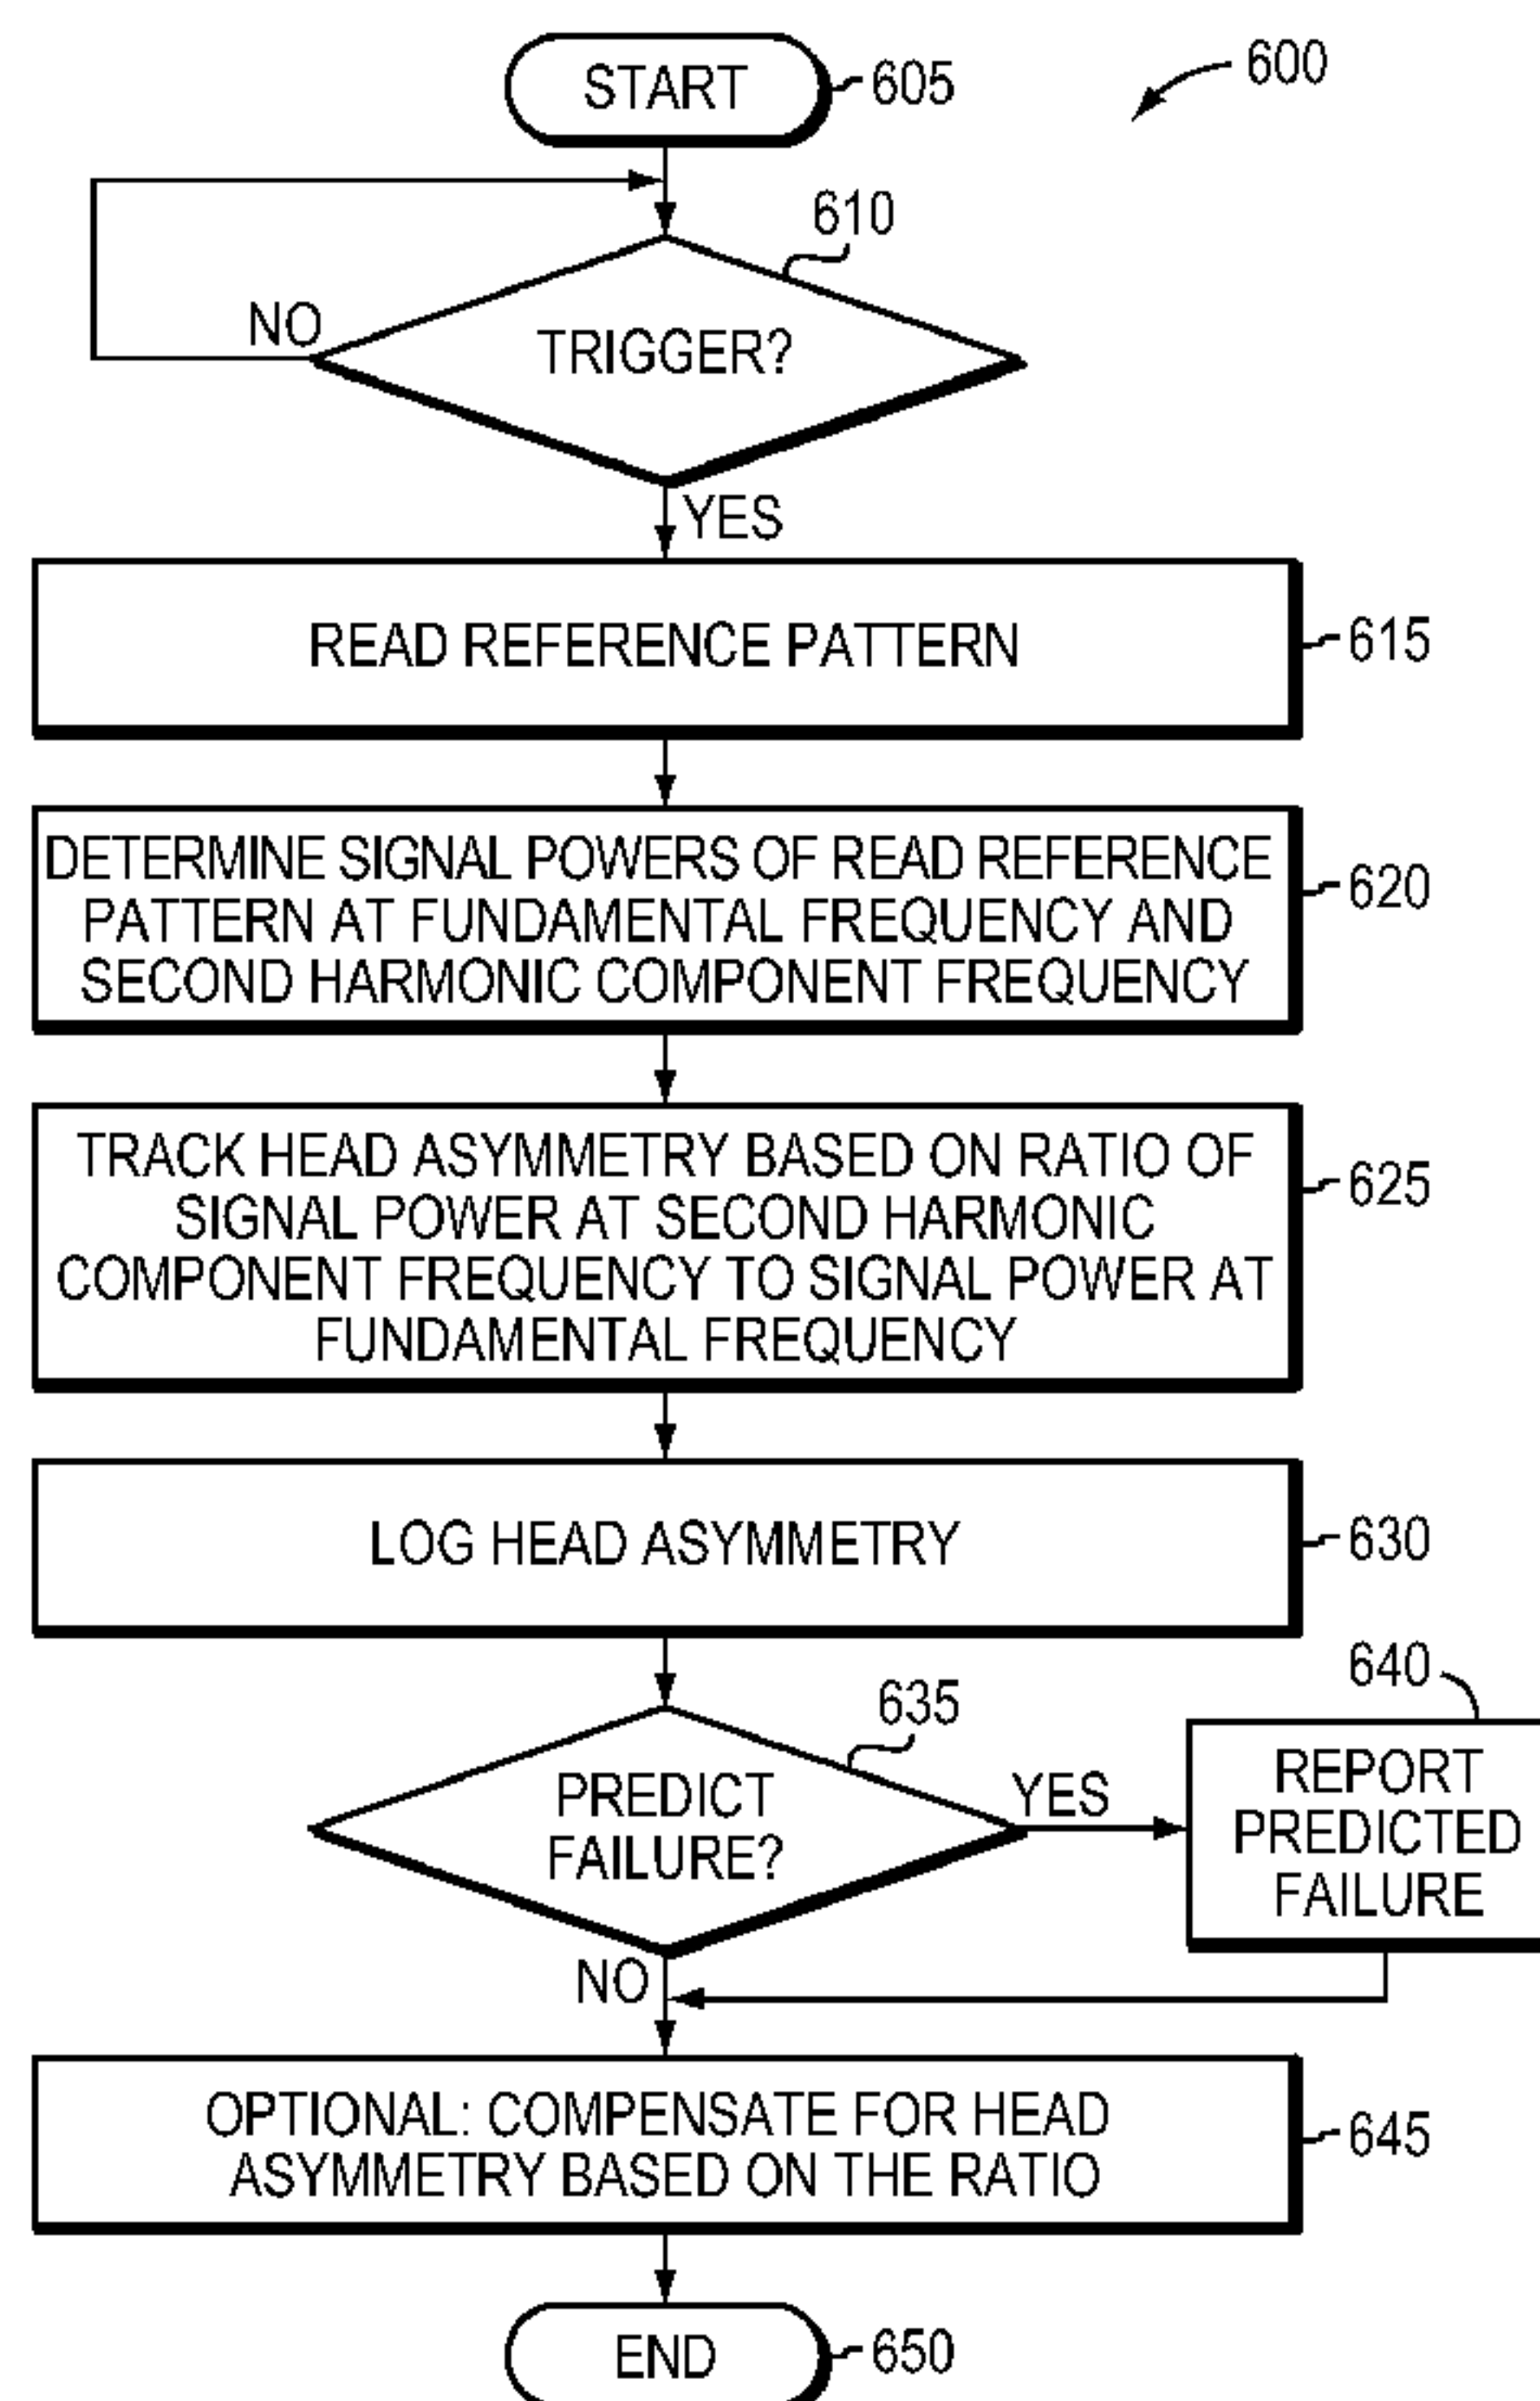 START
605
600
610
NO
TRIGGER?
YES
READ REFERENCE PATTERN
615
DETERMINE SIGNAL POWERS OF READ REFERENCE
PATTERN AT FUNDAMENTAL FREQUENCY AND
SECOND HARMONIC COMPONENT FREQUENCY
620
TRACK HEAD ASYMMETRY BASED ON RATIO OF
SIGNAL POWER AT SECOND HARMONIC
COMPONENT FREQUENCY TO SIGNAL POWER AT
FUNDAMENTAL FREQUENCY
625
LOG HEAD ASYMMETRY
630
635
PREDICT
FAILURE?
YES
640
REPORT
PREDICTED
FAILURE
NO
OPTIONAL: COMPENSATE FOR HEAD
ASYMMETRY BASED ON THE RATIO
645
END
650